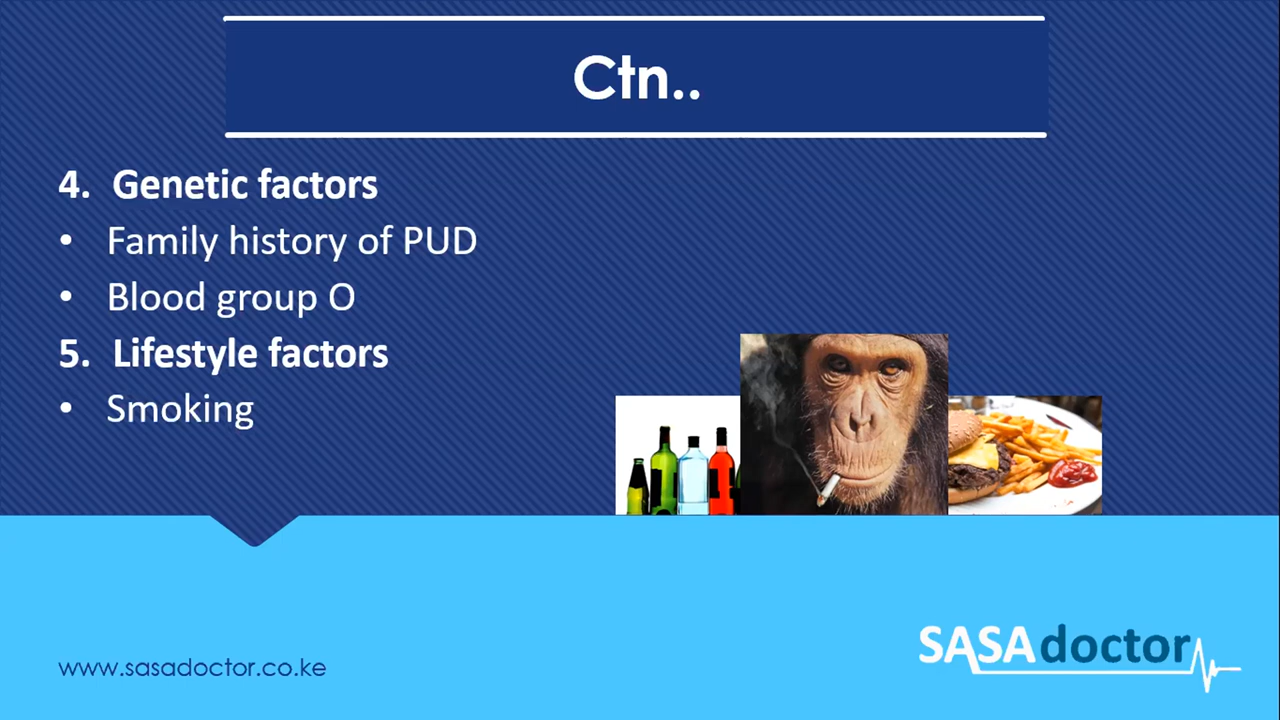 Ctn..
4. Genetic factors
• Family history of PUD
• Blood group O
5. Lifestyle factors
• Smoking
www.sasadoctor.co.ke
SASAdoctor